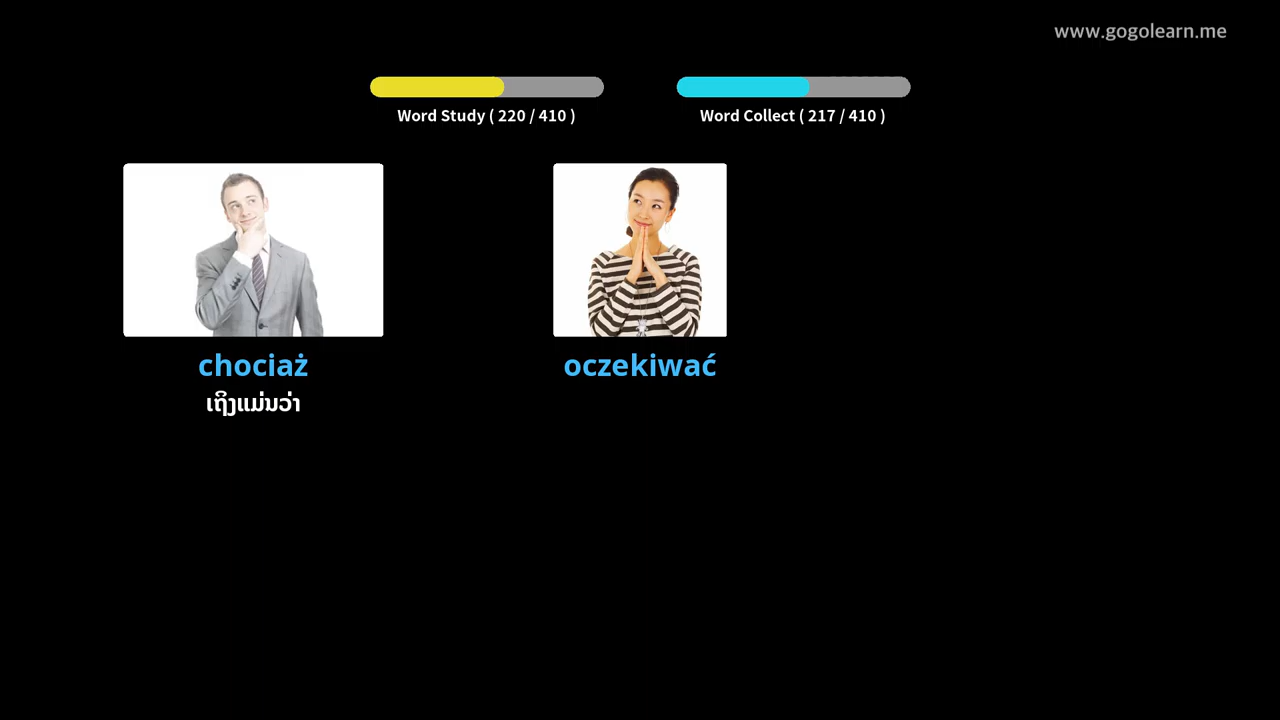 www.gogolearn.me
Word Study ( 220 / 410 )
Word Collect ( 217 / 410 )
chociaż
ເຖິງແມ່ນວ່າ
oczekiwać